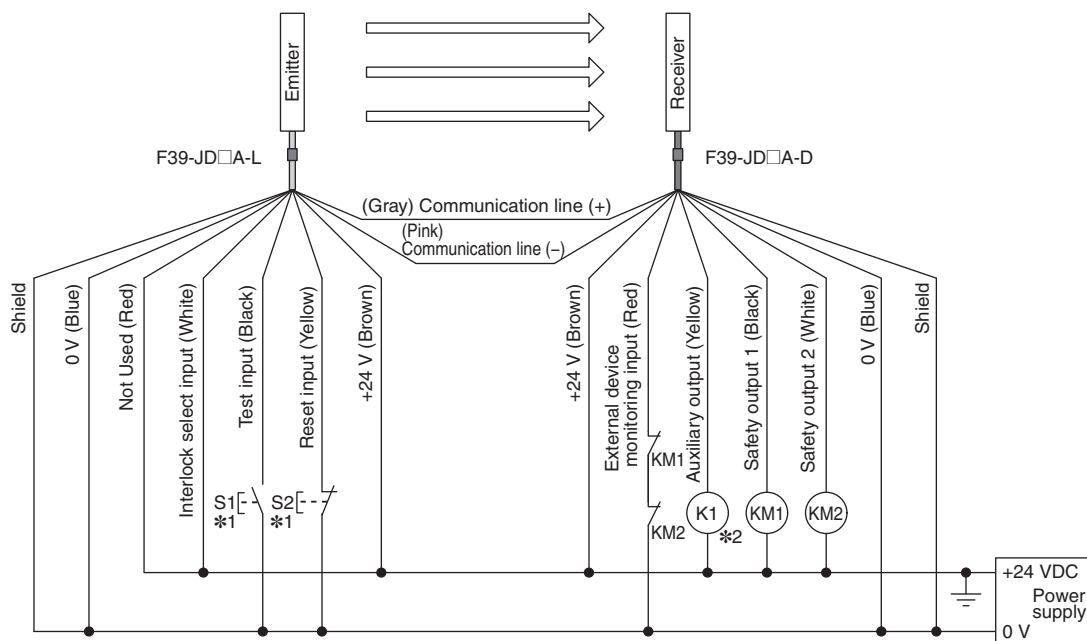 Emitter
Receiver
F39-JD□A-L
F39-JD□A-D
(Gray) Communication line (+)
(Pink)
Communication line (–)
Shield
0 V (Blue)
Not Used (Red)
Interlock select input (White)
Test input (Black)
Reset input (Yellow)
+24 V (Brown)
+24 V (Brown)
External device
monitoring input (Red)
Auxiliary output (Yellow)
Safety output 1 (Black)
Safety output 2 (White)
0 V (Blue)
Shield
S1
*1
S2
*1
KM1
KM2
K1
*2
KM1
KM2
+24 VDC
Power
supply
0 V